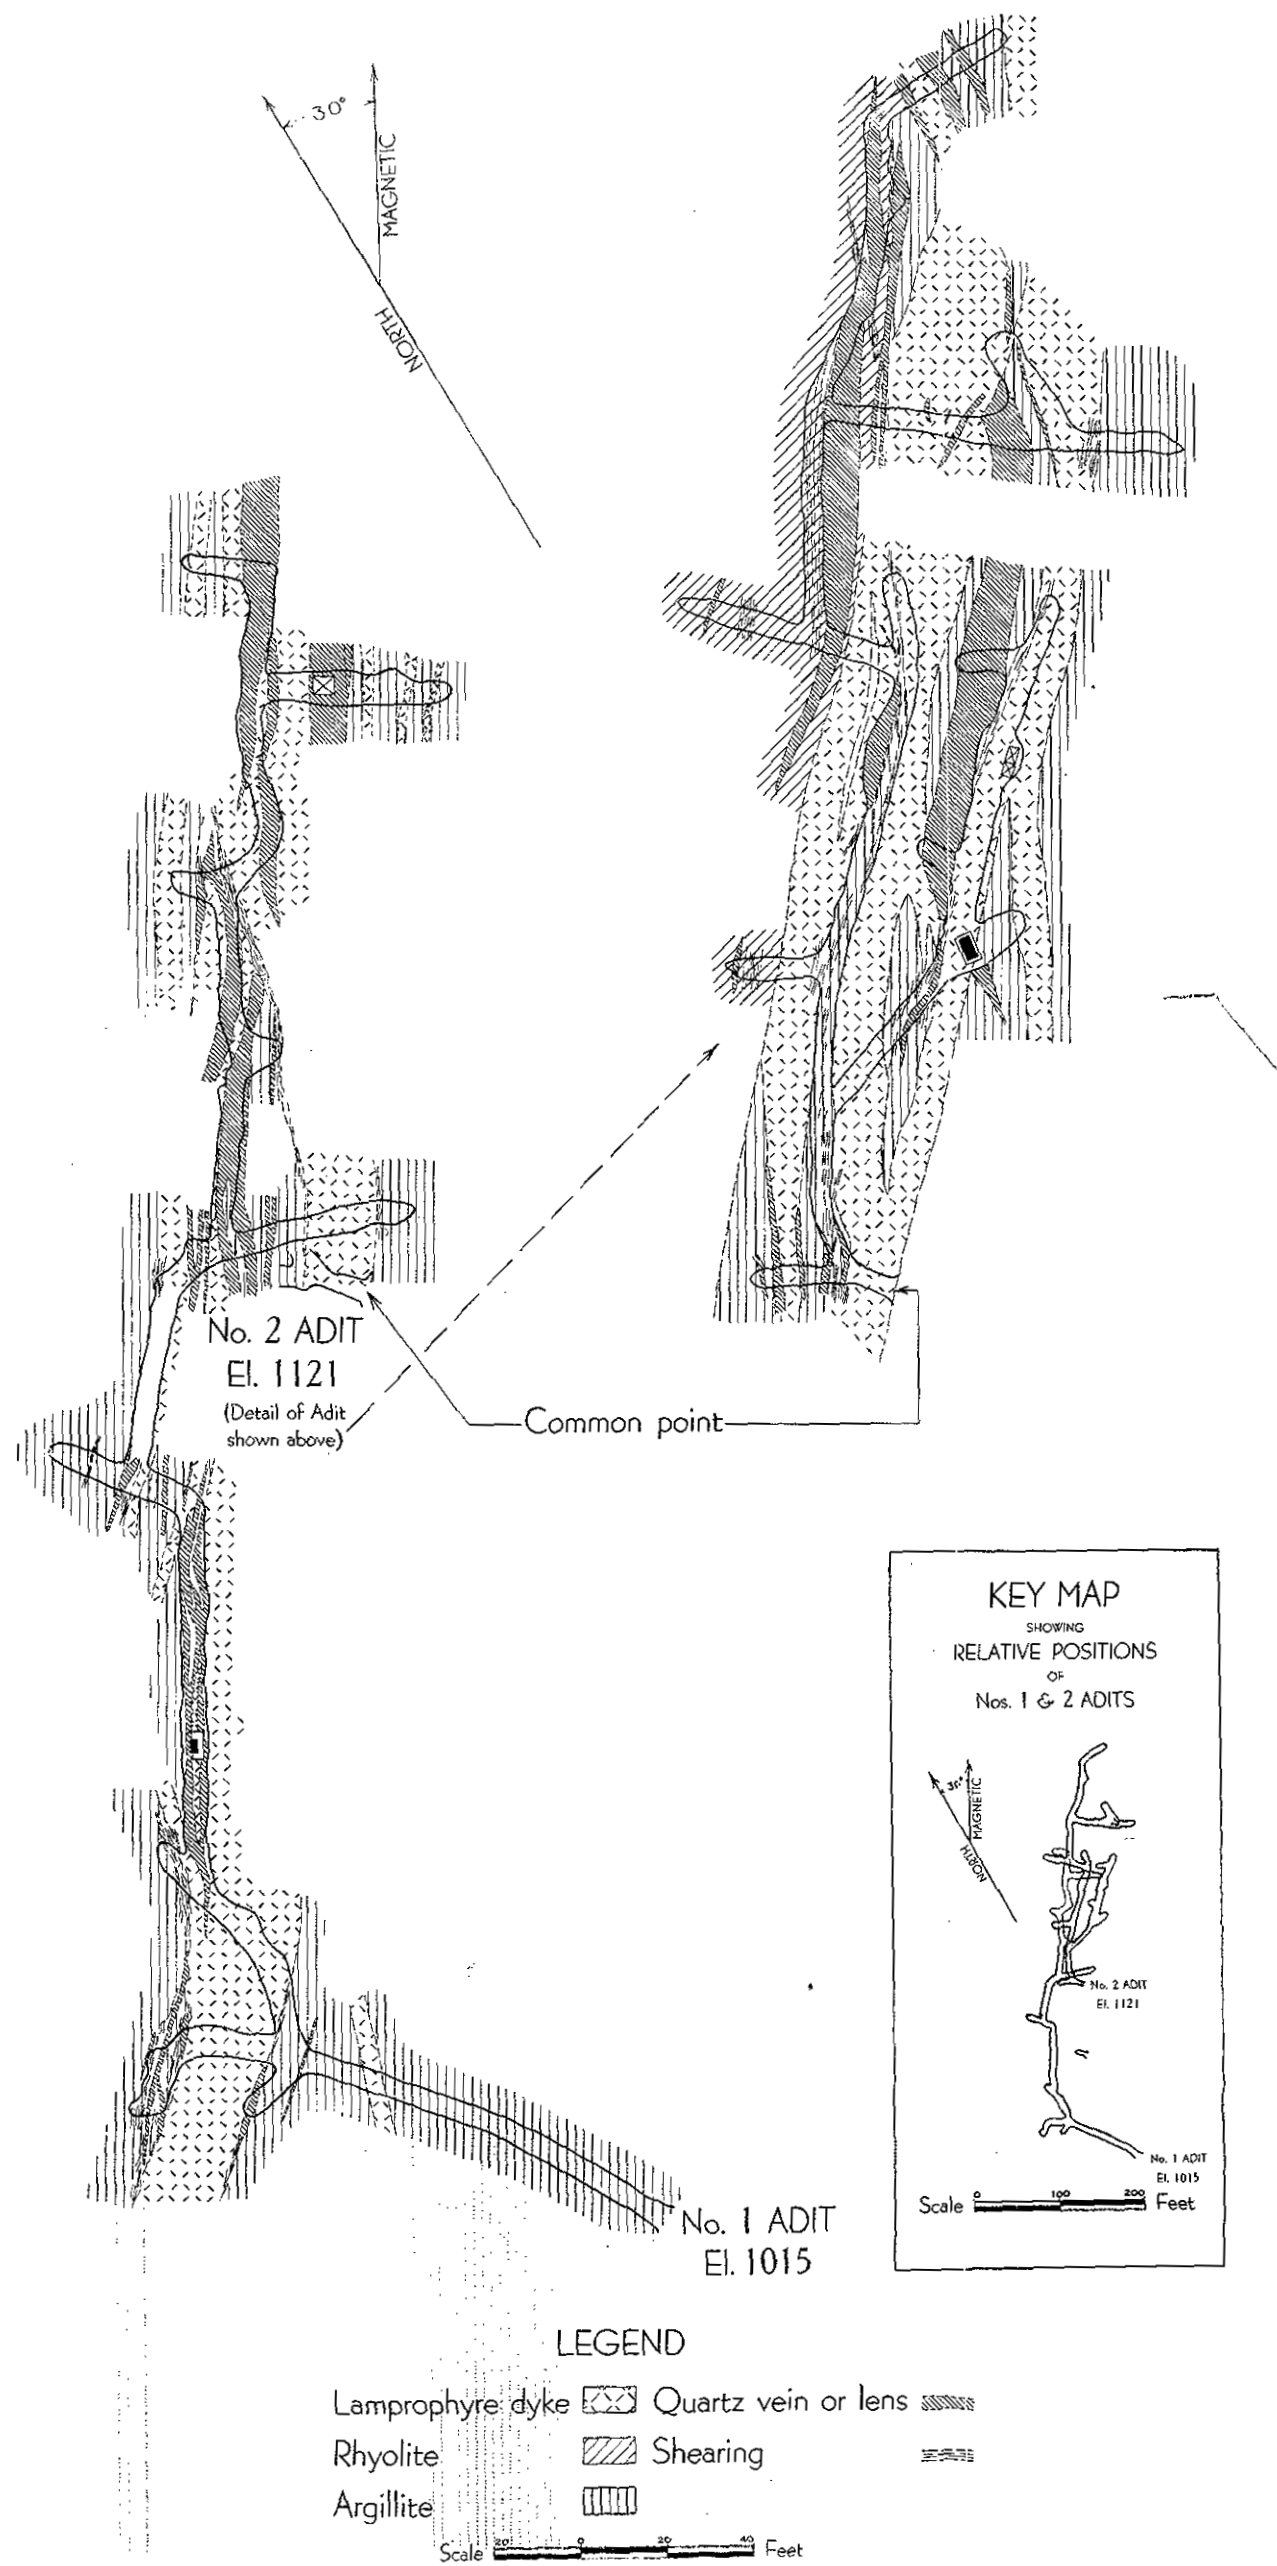 30°
MAGNETIC
NORTH
No. 2 ADIT
El. 1121
(Detail of Adit
shown above)
Common point
KEY MAP
SHOWING
RELATIVE POSITIONS
OF
Nos. 1 & 2 ADITS
MAGNETIC
NORTH
No. 2 ADIT
El. 1121
No. 1 ADIT
El. 1015
0 100 200
Scale Feet
No. 1 ADIT
El. 1015
LEGEND
Lamprophyre dyke Quartz vein or lens
Rhyolite Shearing
Argillite
20 0 20 40
Scale Feet